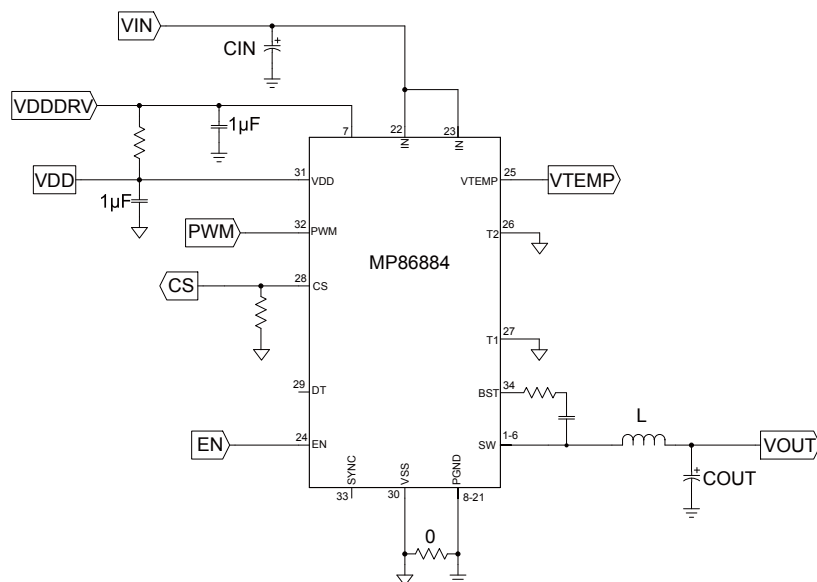 VIN
CIN
VDDDRV
1µF
7
22
IN
23
IN
VDD
31
VDD
1µF
VTEMP
25
VTEMP
PWM
32
PWM
T2
26
MP86884
CS
28
CS
T1
27
29
DT
BST
34
EN
24
EN
SW
1-6
L
VOUT
COUT
SYNC
33
VSS
30
PGND
8-21
0